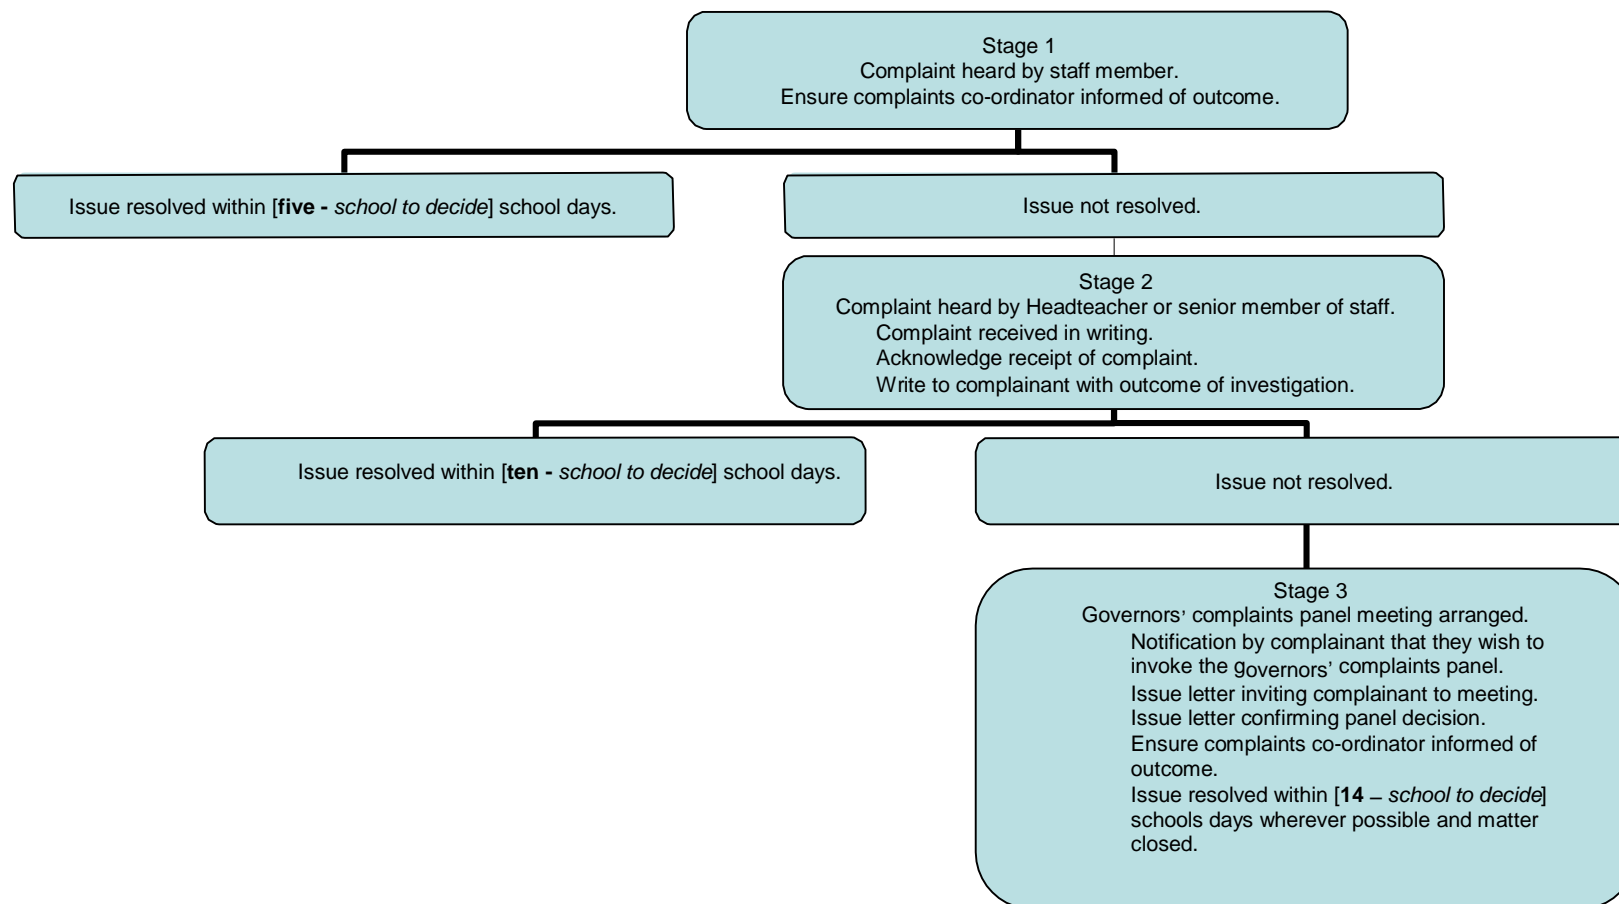 Stage 1
Complaint heard by staff member.
Ensure complaints co-ordinator informed of outcome.
Issue resolved within [five - school to decide] school days.
Issue not resolved.
Stage 2
Complaint heard by Headteacher or senior member of staff.
Complaint received in writing.
Acknowledge receipt of complaint.
Write to complainant with outcome of investigation.
Issue resolved within [ten - school to decide] school days.
Issue not resolved.
Stage 3
Governors’ complaints panel meeting arranged.
Notification by complainant that they wish to
invoke the governors’ complaints panel.
Issue letter inviting complainant to meeting.
Issue letter confirming panel decision.
Ensure complaints co-ordinator informed of
outcome.
Issue resolved within [14 – school to decide]
schools days wherever possible and matter
closed.